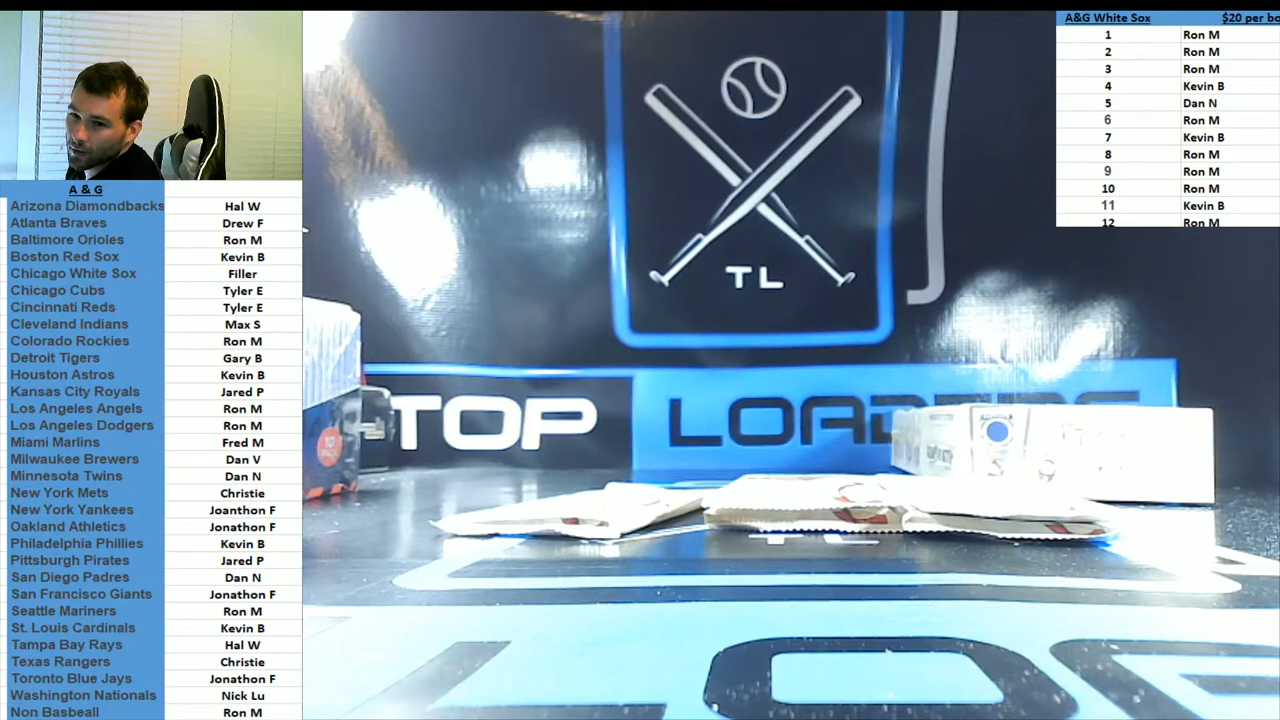 A & G
Arizona Diamondbacks Hal W
Atlanta Braves Drew F
Baltimore Orioles Ron M
Boston Red Sox Kevin B
Chicago White Sox Filler
Chicago Cubs Tyler E
Cincinnati Reds Tyler E
Cleveland Indians Max S
Colorado Rockies Ron M
Detroit Tigers Gary B
Houston Astros Kevin B
Kansas City Royals Jared P
Los Angeles Angels Ron M
Los Angeles Dodgers Ron M
Miami Marlins Fred M
Milwaukee Brewers Dan V
Minnesota Twins Dan N
New York Mets Christie
New York Yankees Joanthon F
Oakland Athletics Jonathon F
Philadelphia Phillies Kevin B
Pittsburgh Pirates Jared P
San Diego Padres Dan N
San Francisco Giants Jonathon F
Seattle Mariners Ron M
St. Louis Cardinals Kevin B
Tampa Bay Rays Hal W
Texas Rangers Christie
Toronto Blue Jays Jonathon F
Washington Nationals Nick Lu
Non Basbeall Ron M
TL
TOP LOADERS
A&G White Sox $20 per bo
1 Ron M
2 Ron M
3 Ron M
4 Kevin B
5 Dan N
6 Ron M
7 Kevin B
8 Ron M
9 Ron M
10 Ron M
11 Kevin B
12 Ron M